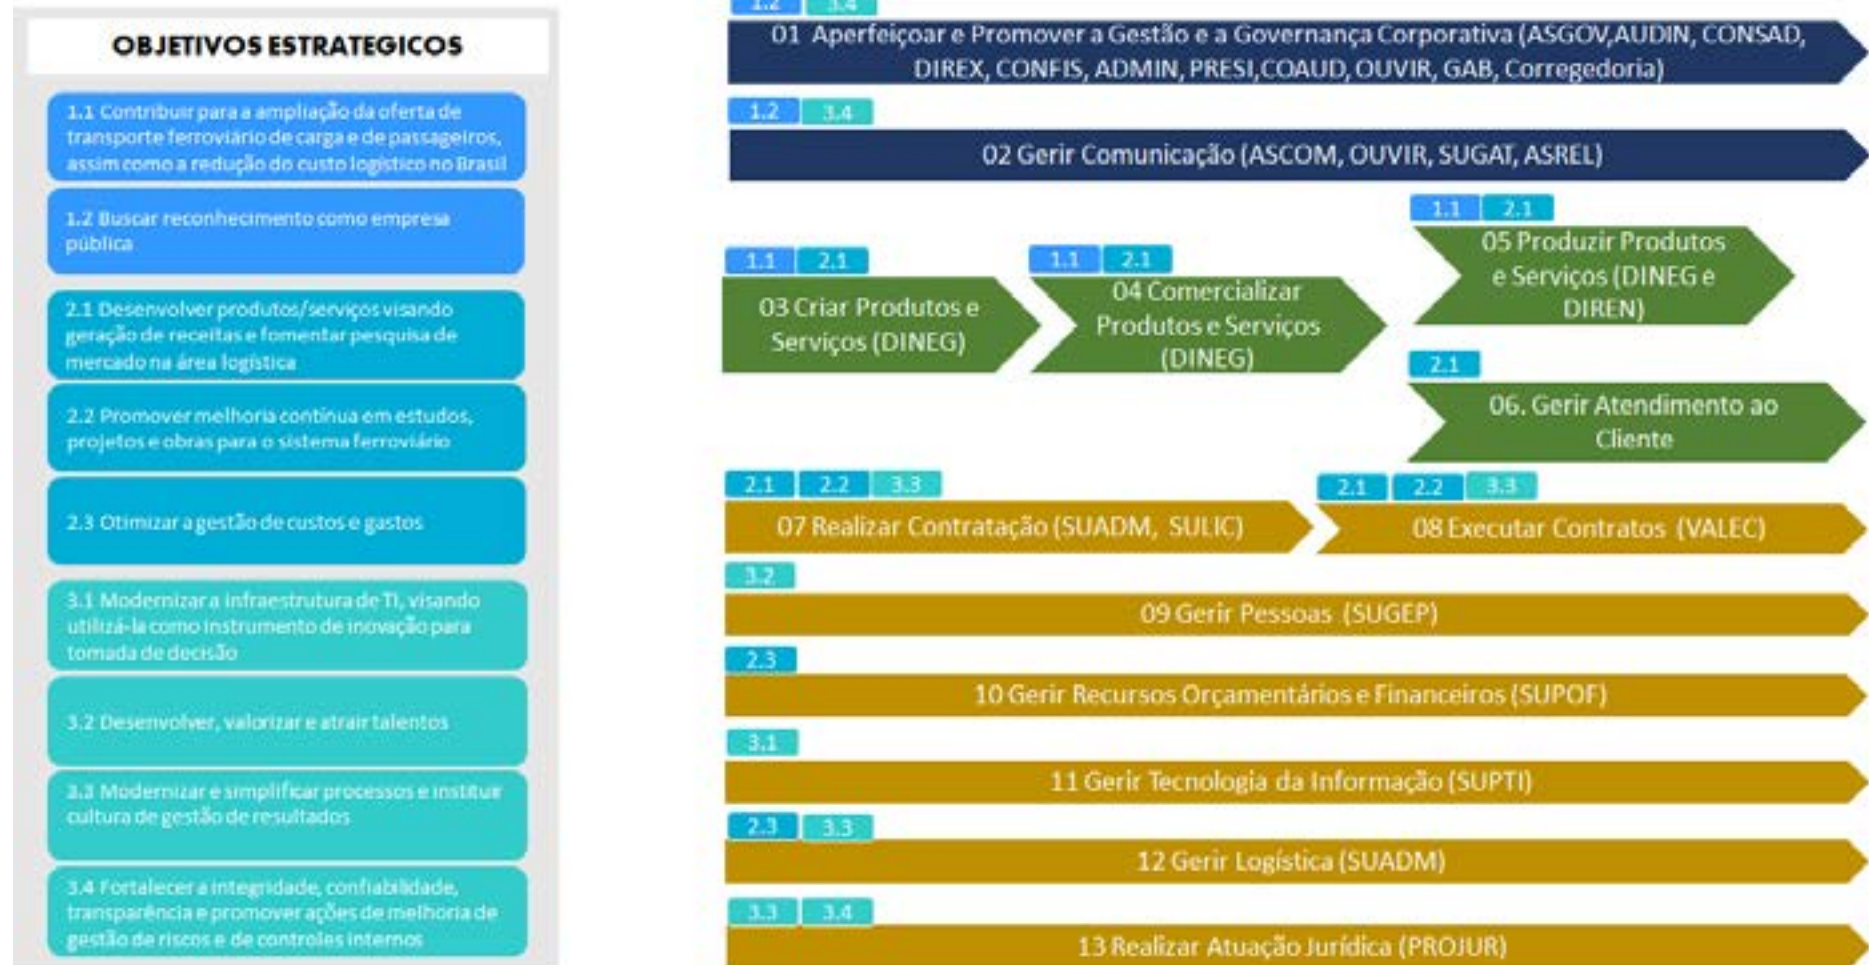 OBJETIVOS ESTRATEGICOS
1.1 Contribuir para a ampliação da oferta de
transporte ferroviário de carga e de passageiros,
assim como a redução do custo logístico no Brasil
1.2 Buscar reconhecimento como empresa
pública
2.1 Desenvolver produtos/serviços visando
geração de receitas e fomentar pesquisa de
mercado na área logística
2.2 Promover melhoria contínua em estudos,
projetos e obras para o sistema ferroviário
2.3 Otimizar a gestão de custos e gastos
3.1 Modernizar a infraestrutura de TI, visando
utilizá-la como instrumento de inovação para
tomada de decisão
3.2 Desenvolver, valorizar e atrair talentos
3.3 Modernizar e simplificar processos e instituir
cultura de gestão de resultados
3.4 Fortalecer a integridade, confiabilidade,
transparência e promover ações de melhoria de
gestão de riscos e de controles internos
1.2 3.4
01 Aperfeiçoar e Promover a Gestão e a Governança Corporativa (ASGOV,AUDIN, CONSAD,
DIREX, CONFIS, ADMIN, PRESI,COAUD, OUVIR, GAB, Corregedoria)
1.2 3.4
02 Gerir Comunicação (ASCOM, OUVIR, SUGAT, ASREL)
1.1 2.1
03 Criar Produtos e
Serviços (DINEG)
1.1 2.1
04 Comercializar
Produtos e Serviços
(DINEG)
1.1 2.1
05 Produzir Produtos
e Serviços (DINEG e
DIREN)
2.1
06. Gerir Atendimento ao
Cliente
2.1 2.2 3.3
07 Realizar Contratação (SUADM, SULIC)
2.1 2.2 3.3
08 Executar Contratos (VALEC)
3.2
09 Gerir Pessoas (SUGEP)
2.3
10 Gerir Recursos Orçamentários e Financeiros (SUPOF)
3.1
11 Gerir Tecnologia da Informação (SUPTI)
2.3 3.3
12 Gerir Logística (SUADM)
3.3 3.4
13 Realizar Atuação Jurídica (PROJUR)